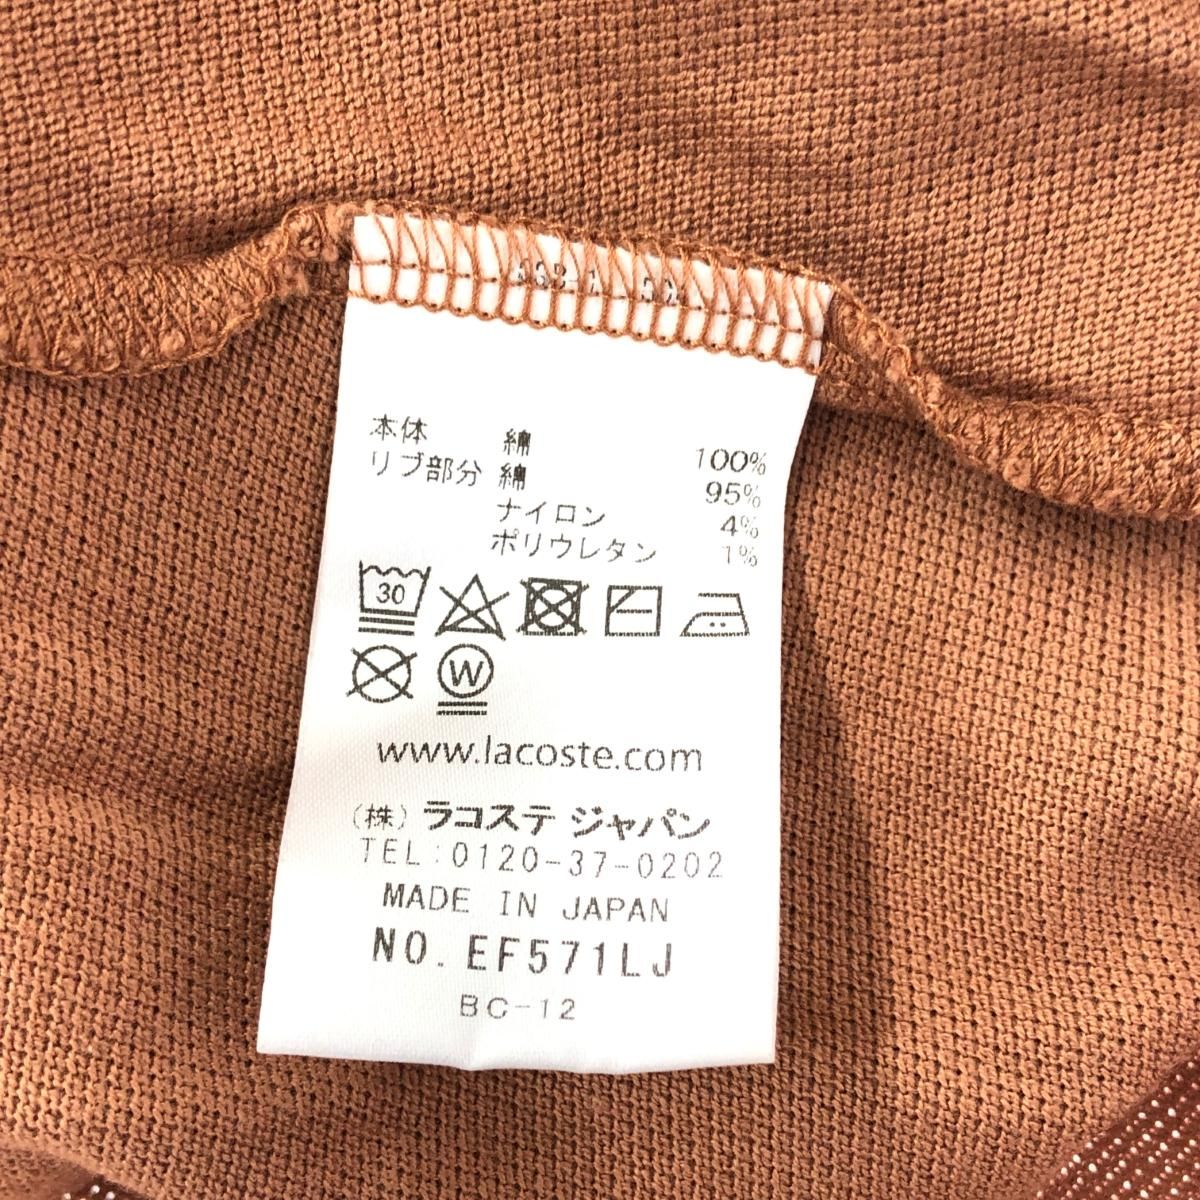 本体 綿 100%
リブ部分 綿 95%
ナイロン 4%
ポリウレタン 1%
30
W
www.lacoste.com
(株) ラコステ ジャパン
TEL:0120-37-0202
MADE IN JAPAN
NO. EF571LJ
BC-12